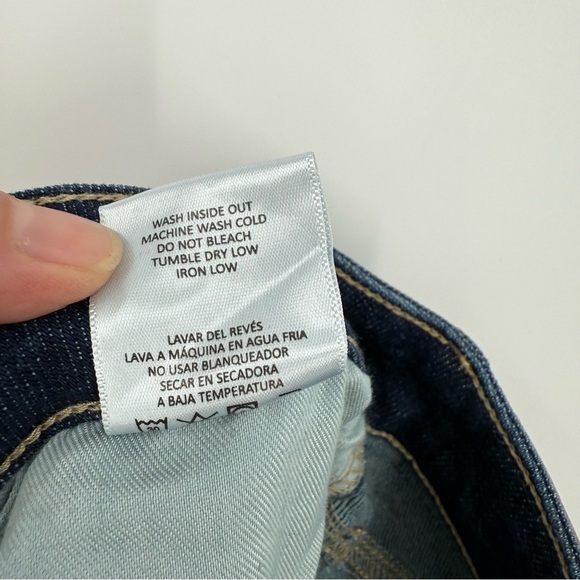 WASH INSIDE OUT
MACHINE WASH COLD
DO NOT BLEACH
TUMBLE DRY LOW
IRON LOW
LAVAR DEL REVÉS
LAVA A MÁQUINA EN AGUA FRIA
NO USAR BLANQUEADOR
SECAR EN SECADORA
A BAJA TEMPERATURA